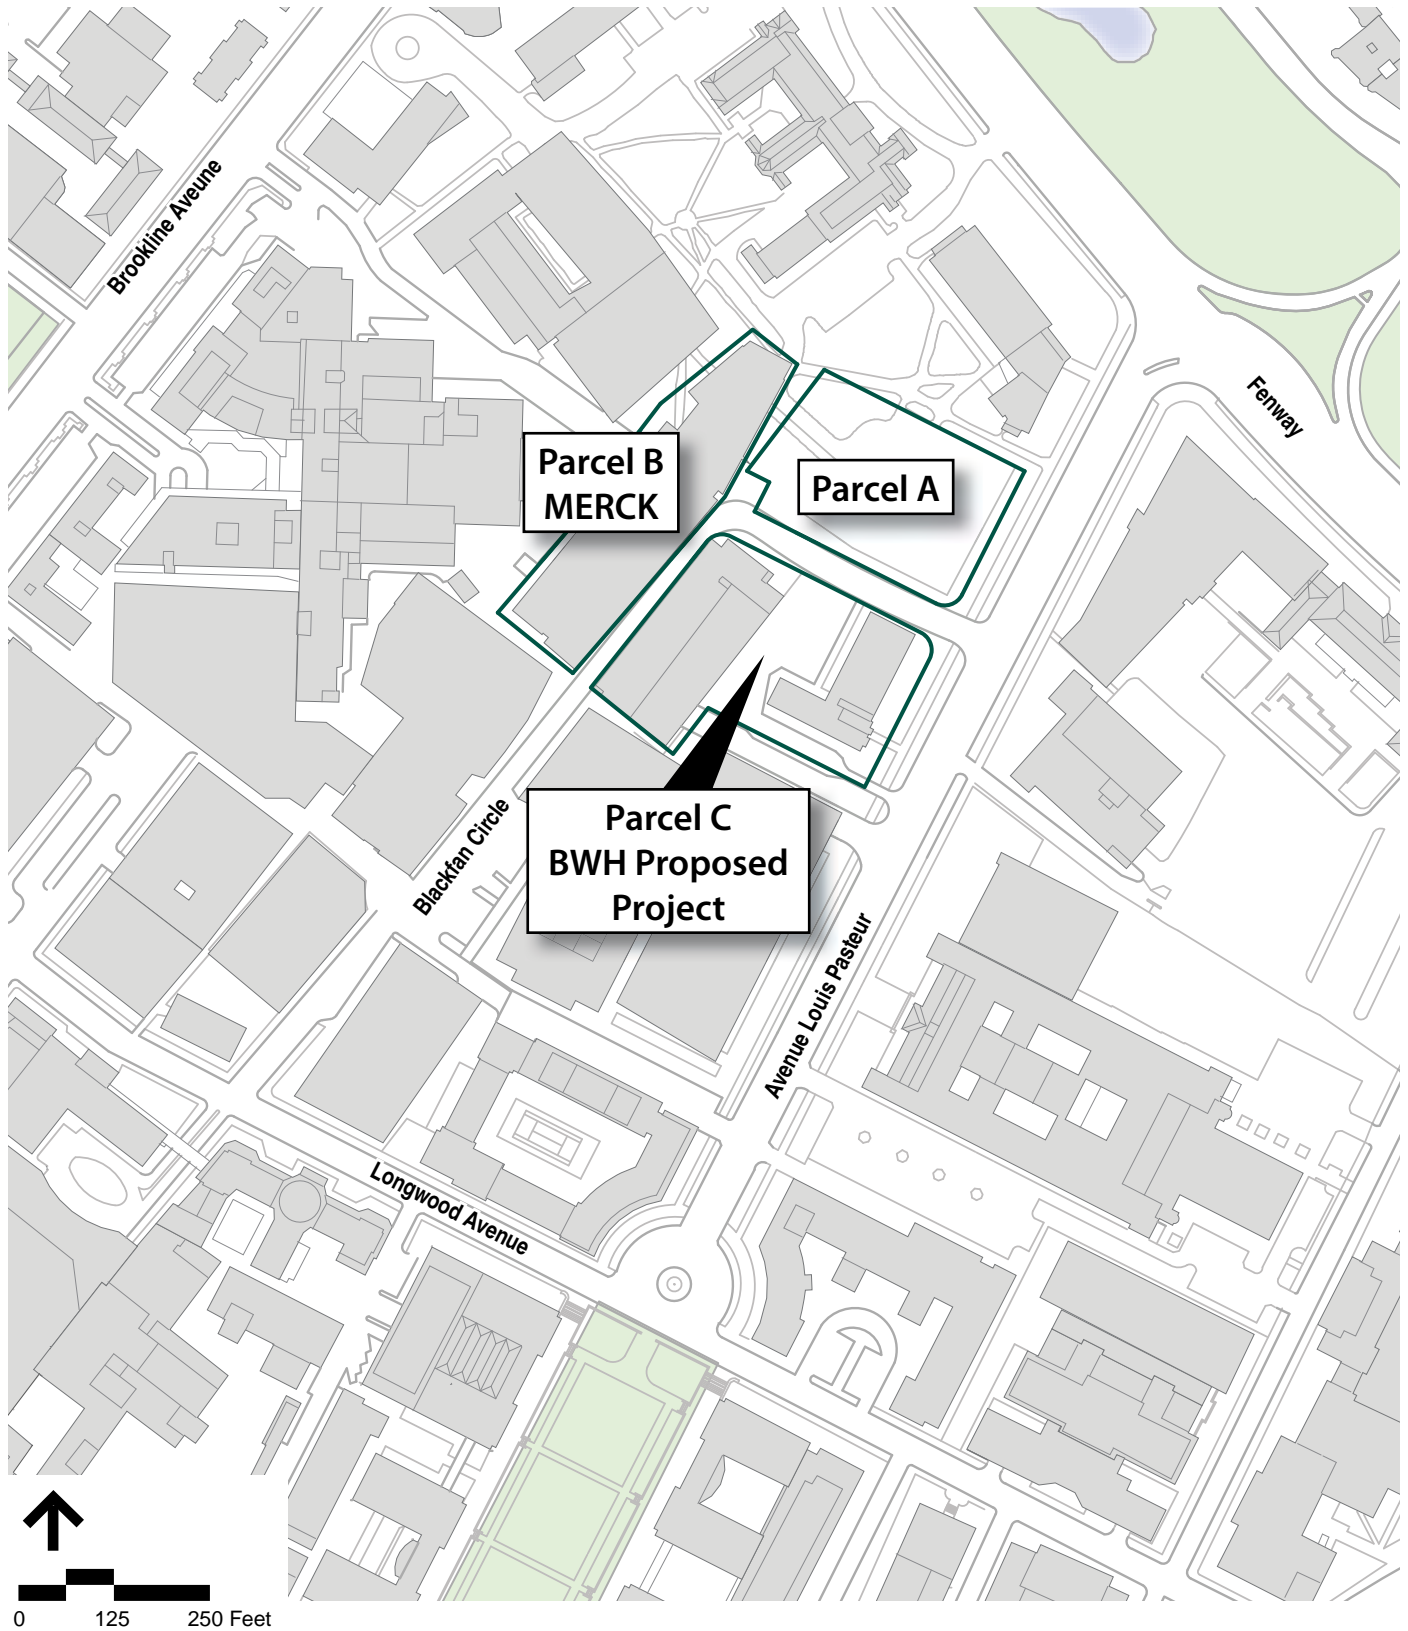 Brookline Aveune
Fenway
Parcel B
MERCK
Parcel A
Parcel C
BWH Proposed
Project
Blackfan Circle
Avenue Louis Pasteur
Longwood Avenue
0 125 250 Feet